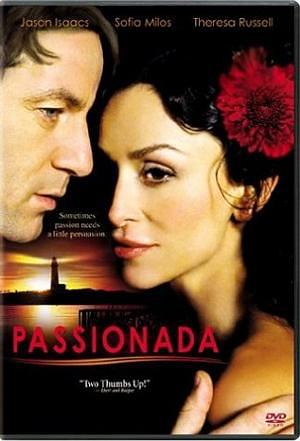 Jason Isaacs Sofia Milos Theresa Russell
Sometimes
passion needs
a little persuasion.
PASSIONADA
"Two Thumbs Up!"
– Ebert and Roeper
DVD
VIDEO